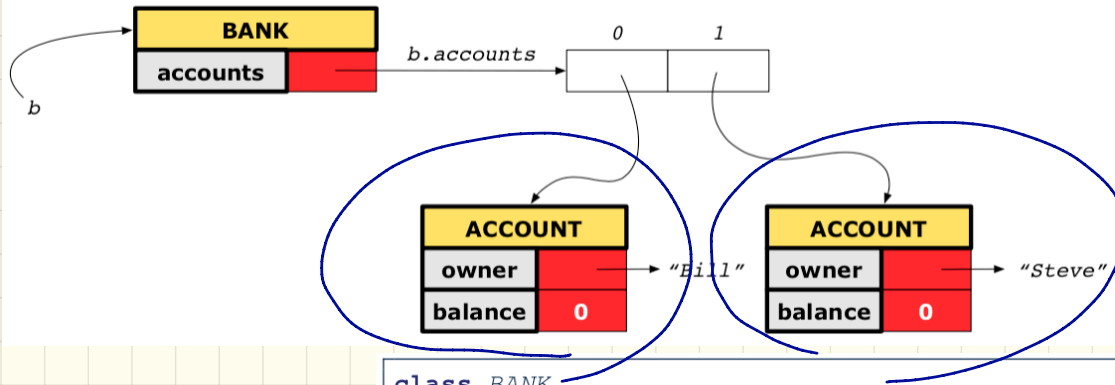 BANK
accounts
b
b.accounts
0 1
ACCOUNT
owner
"Bill"
balance 0
ACCOUNT
owner
"Steve"
balance 0
class BANK